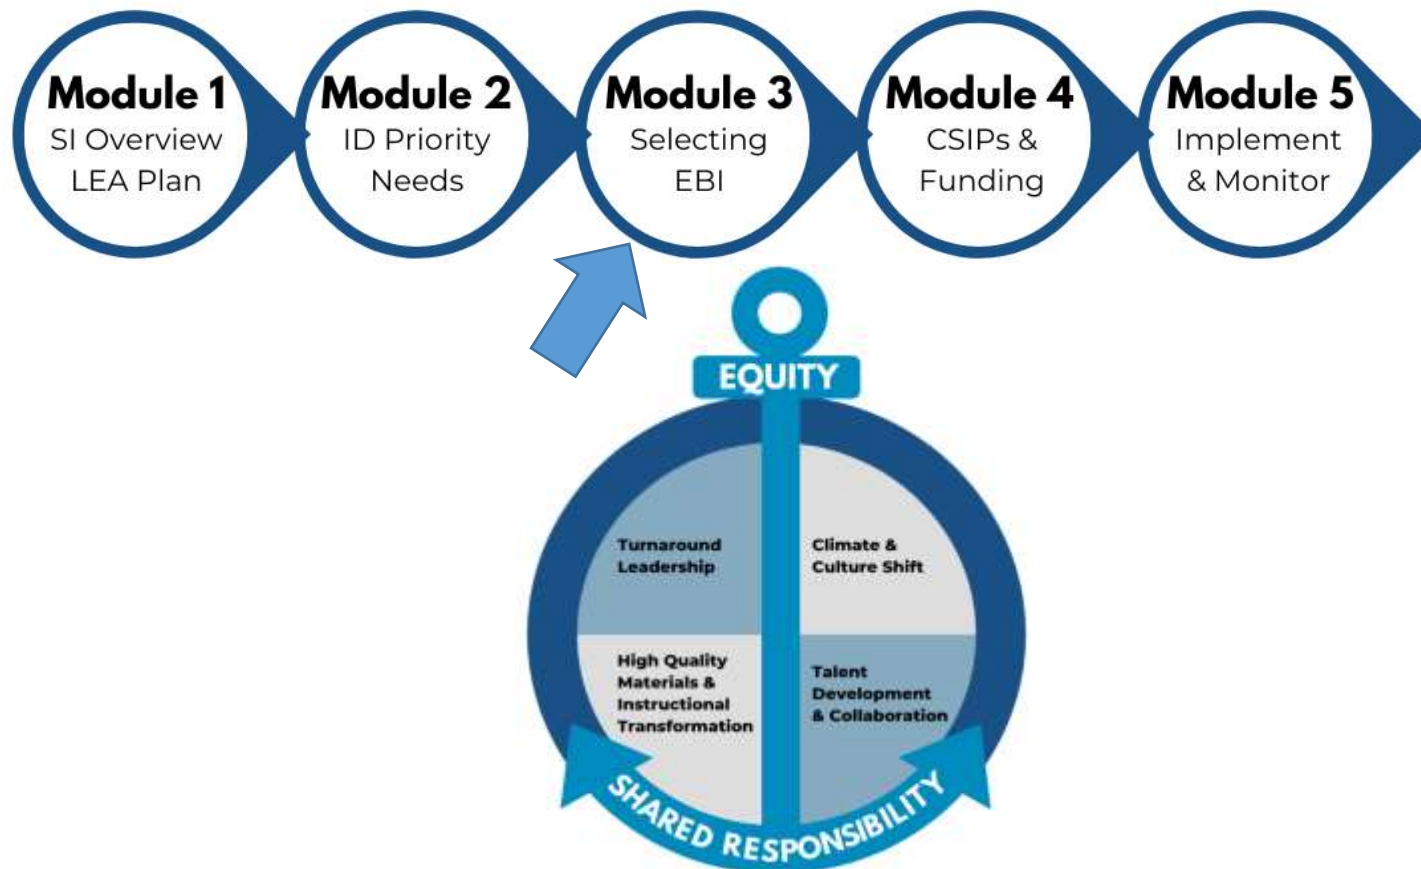 Module 1
SI Overview
LEA Plan
Module 2
ID Priority
Needs
Module 3
Selecting
EBI
Module 4
CSIPs &
Funding
Module 5
Implement
& Monitor
EQUITY
Turnaround
Leadership
Climate &
Culture Shift
High Quality
Materials &
Instructional
Transformation
Talent
Development
& Collaboration
SHARED RESPONSIBILITY